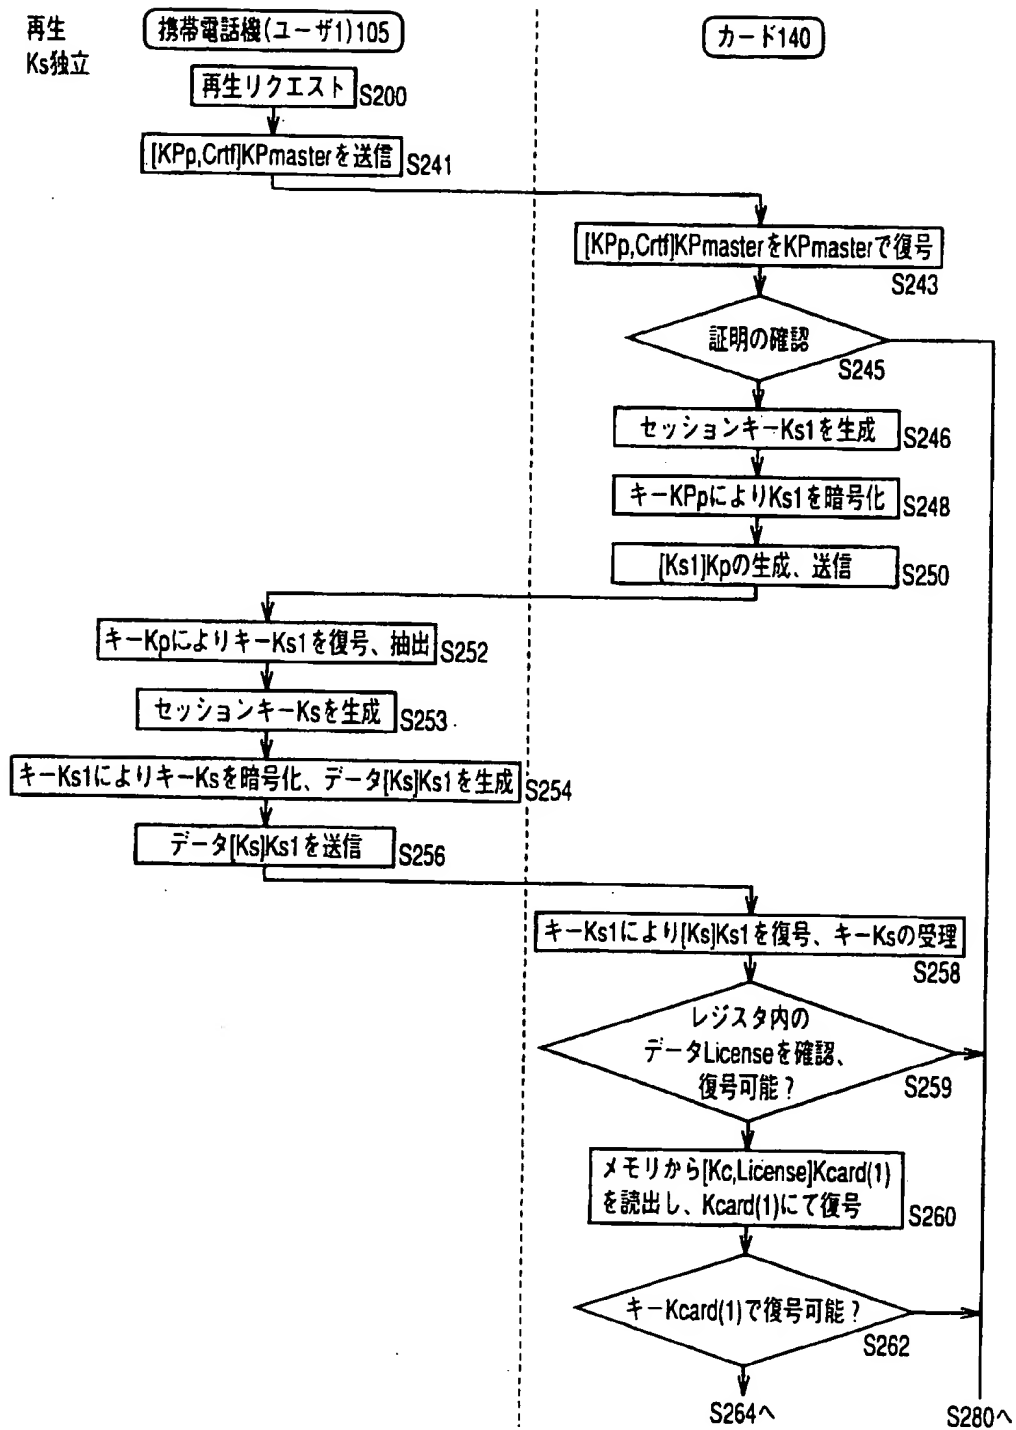 再生
Ks独立
携帯電話機(ユーザ1)105
カード140
再生リクエスト
S200
[KPp,Crtf]KPmasterを送信
S241
[KPp,Crtf]KPmasterをKPmasterで復号
S243
証明の確認
S245
セッションキーKs1を生成
S246
キーKPpによりKs1を暗号化
S248
[Ks1]Kpの生成、送信
S250
キーKpによりキーKs1を復号、抽出
S252
セッションキーKsを生成
S253
キーKs1によりキーKsを暗号化、データ[Ks]Ks1を生成
S254
データ[Ks]Ks1を送信
S256
キーKs1により[Ks]Ks1を復号、キーKsの受理
S258
レジスタ内の
データLicenseを確認、
復号可能？
S259
メモリから[Kc,License]Kcard(1)
を読出し、Kcard(1)にて復号
S260
キーKcard(1)で復号可能？
S262
S264へ
S280へ